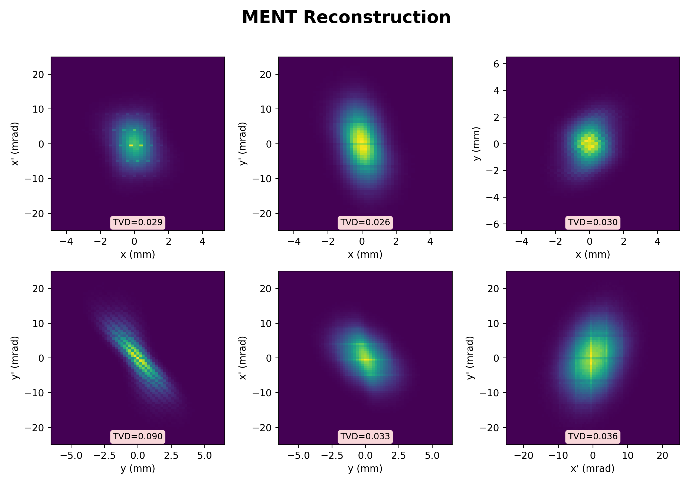 MENT Reconstruction
20
10
0
−10
−20
x' (mrad)
TVD=0.029
−4 −2 0 2 4
x (mm)
20
10
0
−10
−20
y' (mrad)
TVD=0.026
−4 −2 0 2 4
x (mm)
6
4
2
0
−2
−4
−6
y (mm)
TVD=0.030
−4 −2 0 2 4
x (mm)
20
10
0
−10
−20
y' (mrad)
TVD=0.090
−5.0 −2.5 0.0 2.5 5.0
y (mm)
20
10
0
−10
−20
x' (mrad)
TVD=0.033
−5.0 −2.5 0.0 2.5 5.0
y (mm)
20
10
0
−10
−20
y' (mrad)
TVD=0.036
−20 −10 0 10 20
x' (mrad)